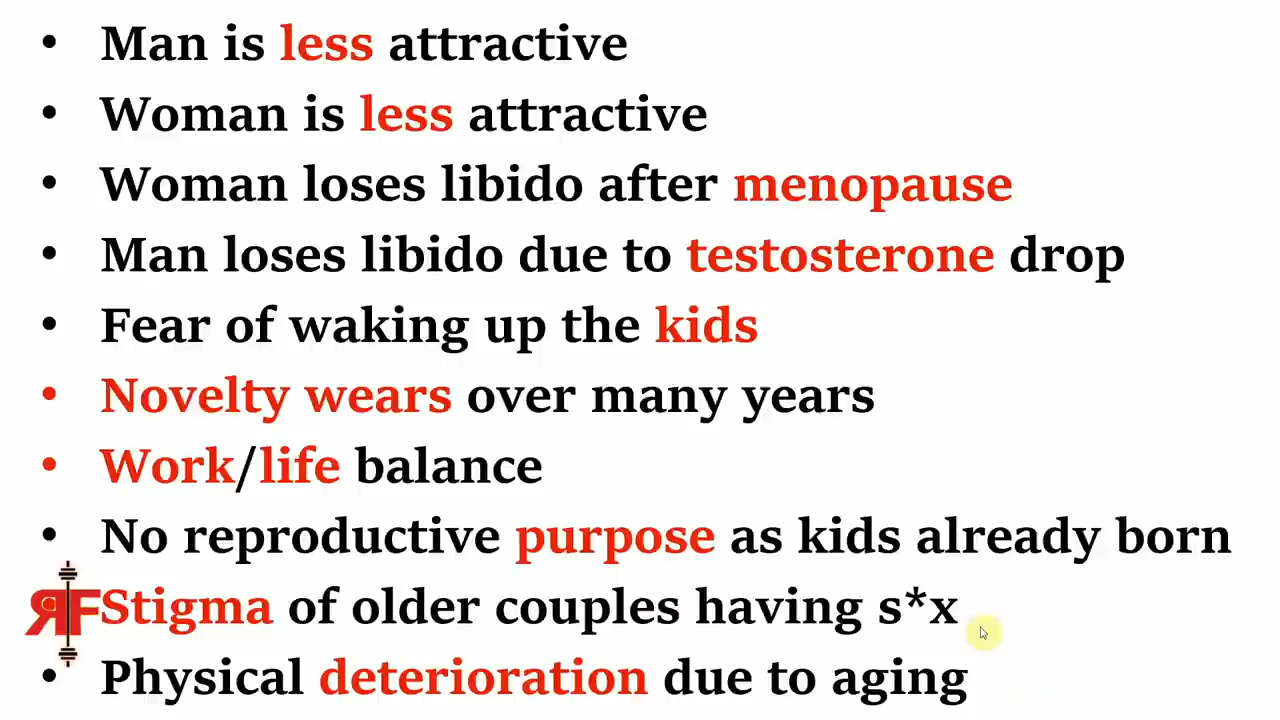 • Man is less attractive
• Woman is less attractive
• Woman loses libido after menopause
• Man loses libido due to testosterone drop
• Fear of waking up the kids
• Novelty wears over many years
• Work/life balance
• No reproductive purpose as kids already born
RF Stigma of older couples having s*x
• Physical deterioration due to aging